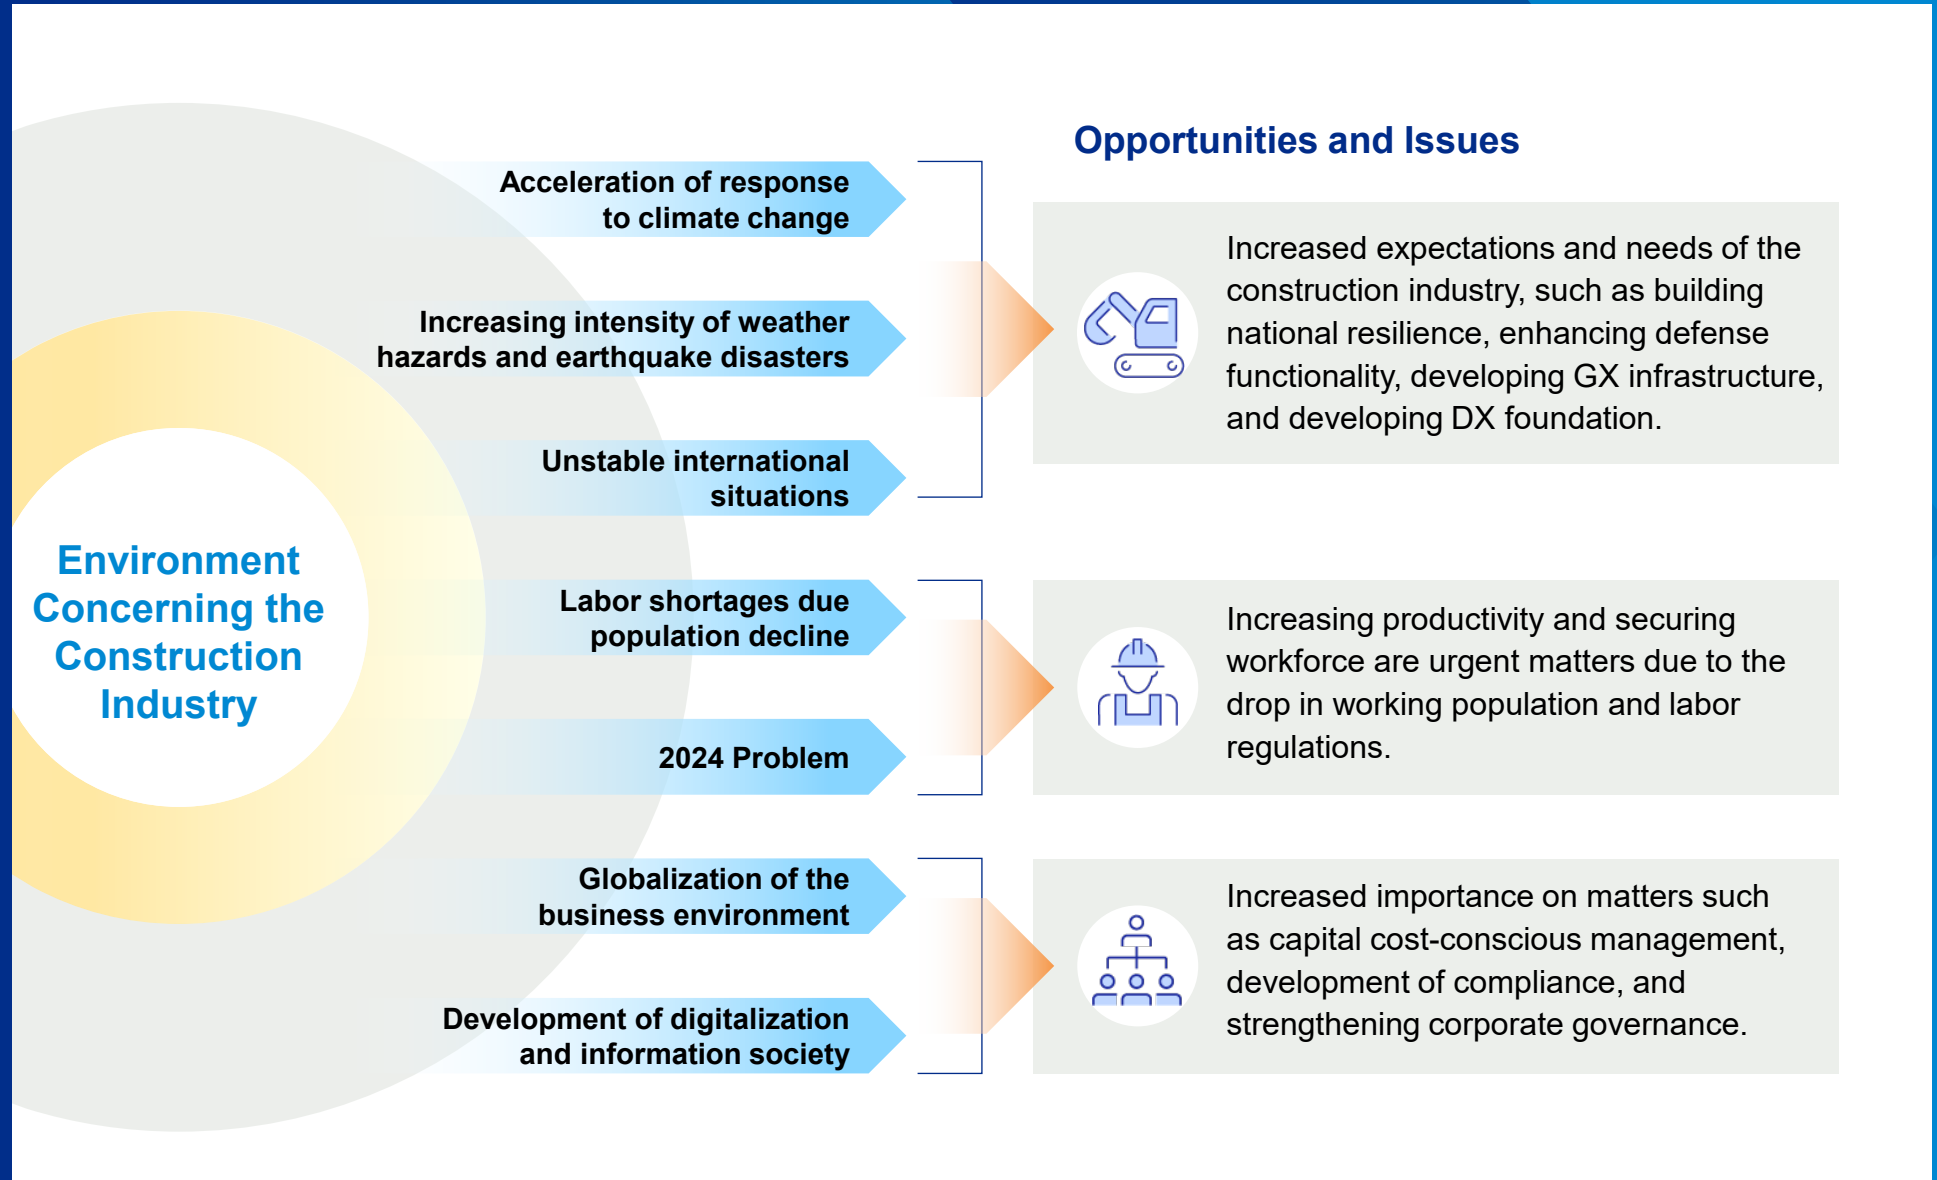 Environment
Concerning the
Construction
Industry
Acceleration of response
to climate change
Increasing intensity of weather
hazards and earthquake disasters
Unstable international
situations
Labor shortages due
population decline
2024 Problem
Globalization of the
business environment
Development of digitalization
and information society
Opportunities and Issues
Increased expectations and needs of the
construction industry, such as building
national resilience, enhancing defense
functionality, developing GX infrastructure,
and developing DX foundation.
Increasing productivity and securing
workforce are urgent matters due to the
drop in working population and labor
regulations.
Increased importance on matters such
as capital cost-conscious management,
development of compliance, and
strengthening corporate governance.